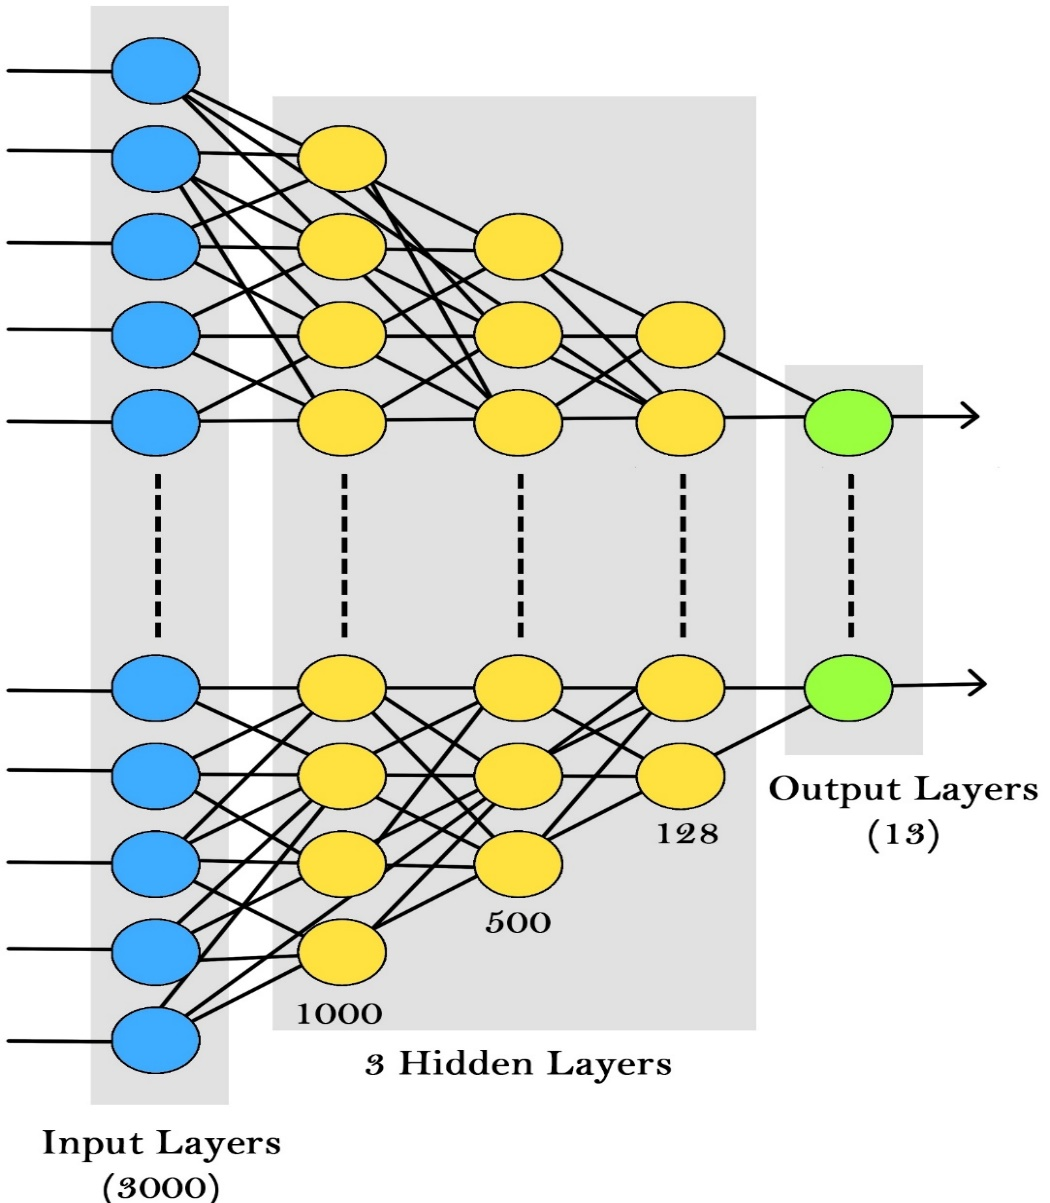 Output Layers
(13)
128
500
1000
3 Hidden Layers
Input Layers
(3000)